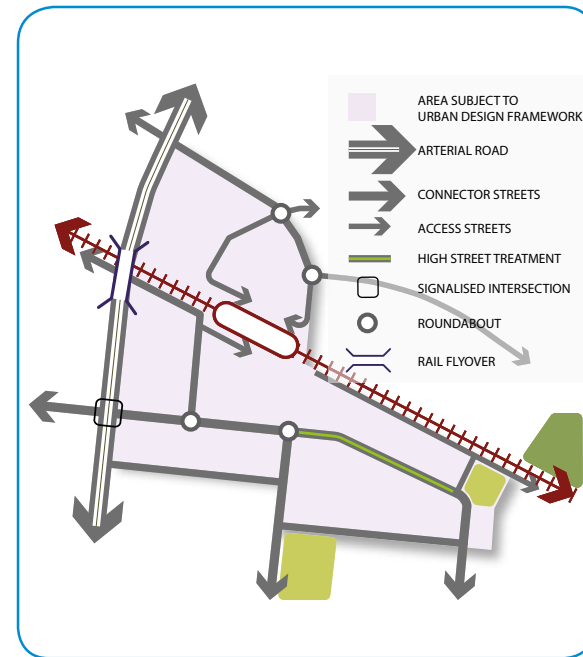 AREA SUBJECT TO
URBAN DESIGN FRAMEWORK
ARTERIAL ROAD
CONNECTOR STREETS
ACCESS STREETS
HIGH STREET TREATMENT
SIGNALISED INTERSECTION
ROUNDABOUT
RAIL FLYOVER